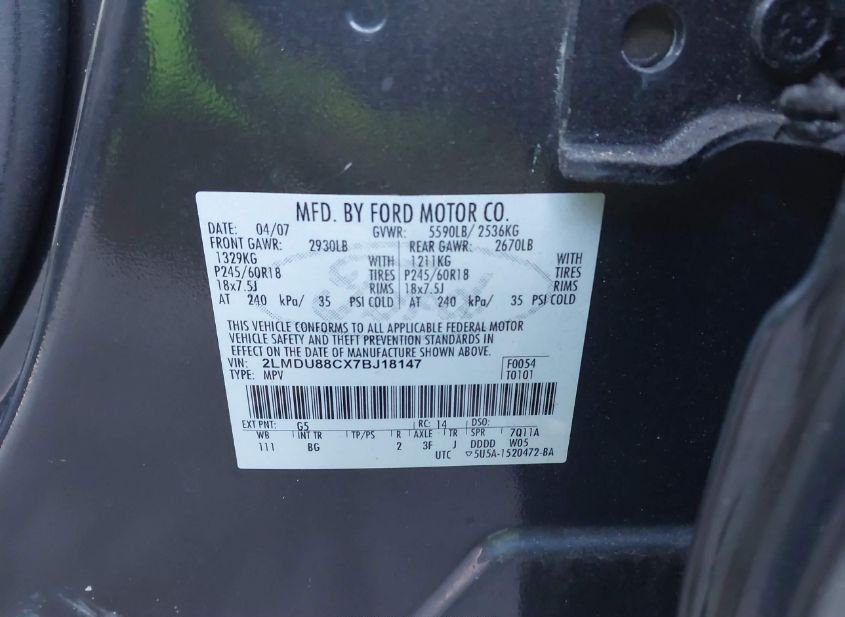 MFD. BY FORD MOTOR CO.
DATE: 04/07 GVWR: 5590LB/ 2536KG
FRONT GAWR: 2930LB REAR GAWR: 2670LB
1329KG WITH 1211KG WITH
P245/60R18 TIRES P245/60R18 TIRES
18x7.5J RIMS 18x7.5J RIMS
AT 240 kPa/ 35 PSI COLD AT 240 kPa/ 35 PSI COLD
THIS VEHICLE CONFORMS TO ALL APPLICABLE FEDERAL MOTOR
VEHICLE SAFETY AND THEFT PREVENTION STANDARDS IN
EFFECT ON THE DATE OF MANUFACTURE SHOWN ABOVE.
VIN: 2LMDU88CX7BJ18147 F0054
TYPE: MPV T0101
EXT PNT: G5 RC: 14 DSO:
WB INT TR TP/PS R AXLE TR SPR 7Q11A
111 BG 2 3F J DDDD W05
UTC ▽5U5A-1520472-BA